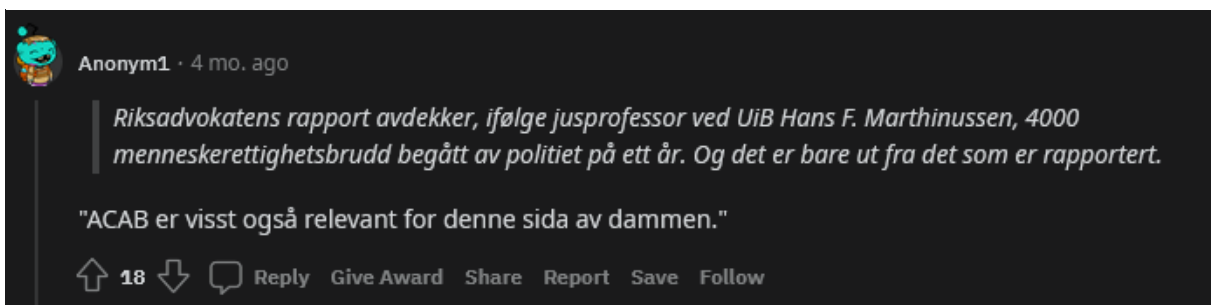 Anonym1 · 4 mo. ago
Riksadvokatens rapport avdekker, ifølge jusprofessor ved UiB Hans F. Marthinussen, 4000
menneskerettighetsbrudd begått av politiet på ett år. Og det er bare ut fra det som er rapportert.
"ACAB er visst også relevant for denne sida av dammen."
18 Reply Give Award Share Report Save Follow